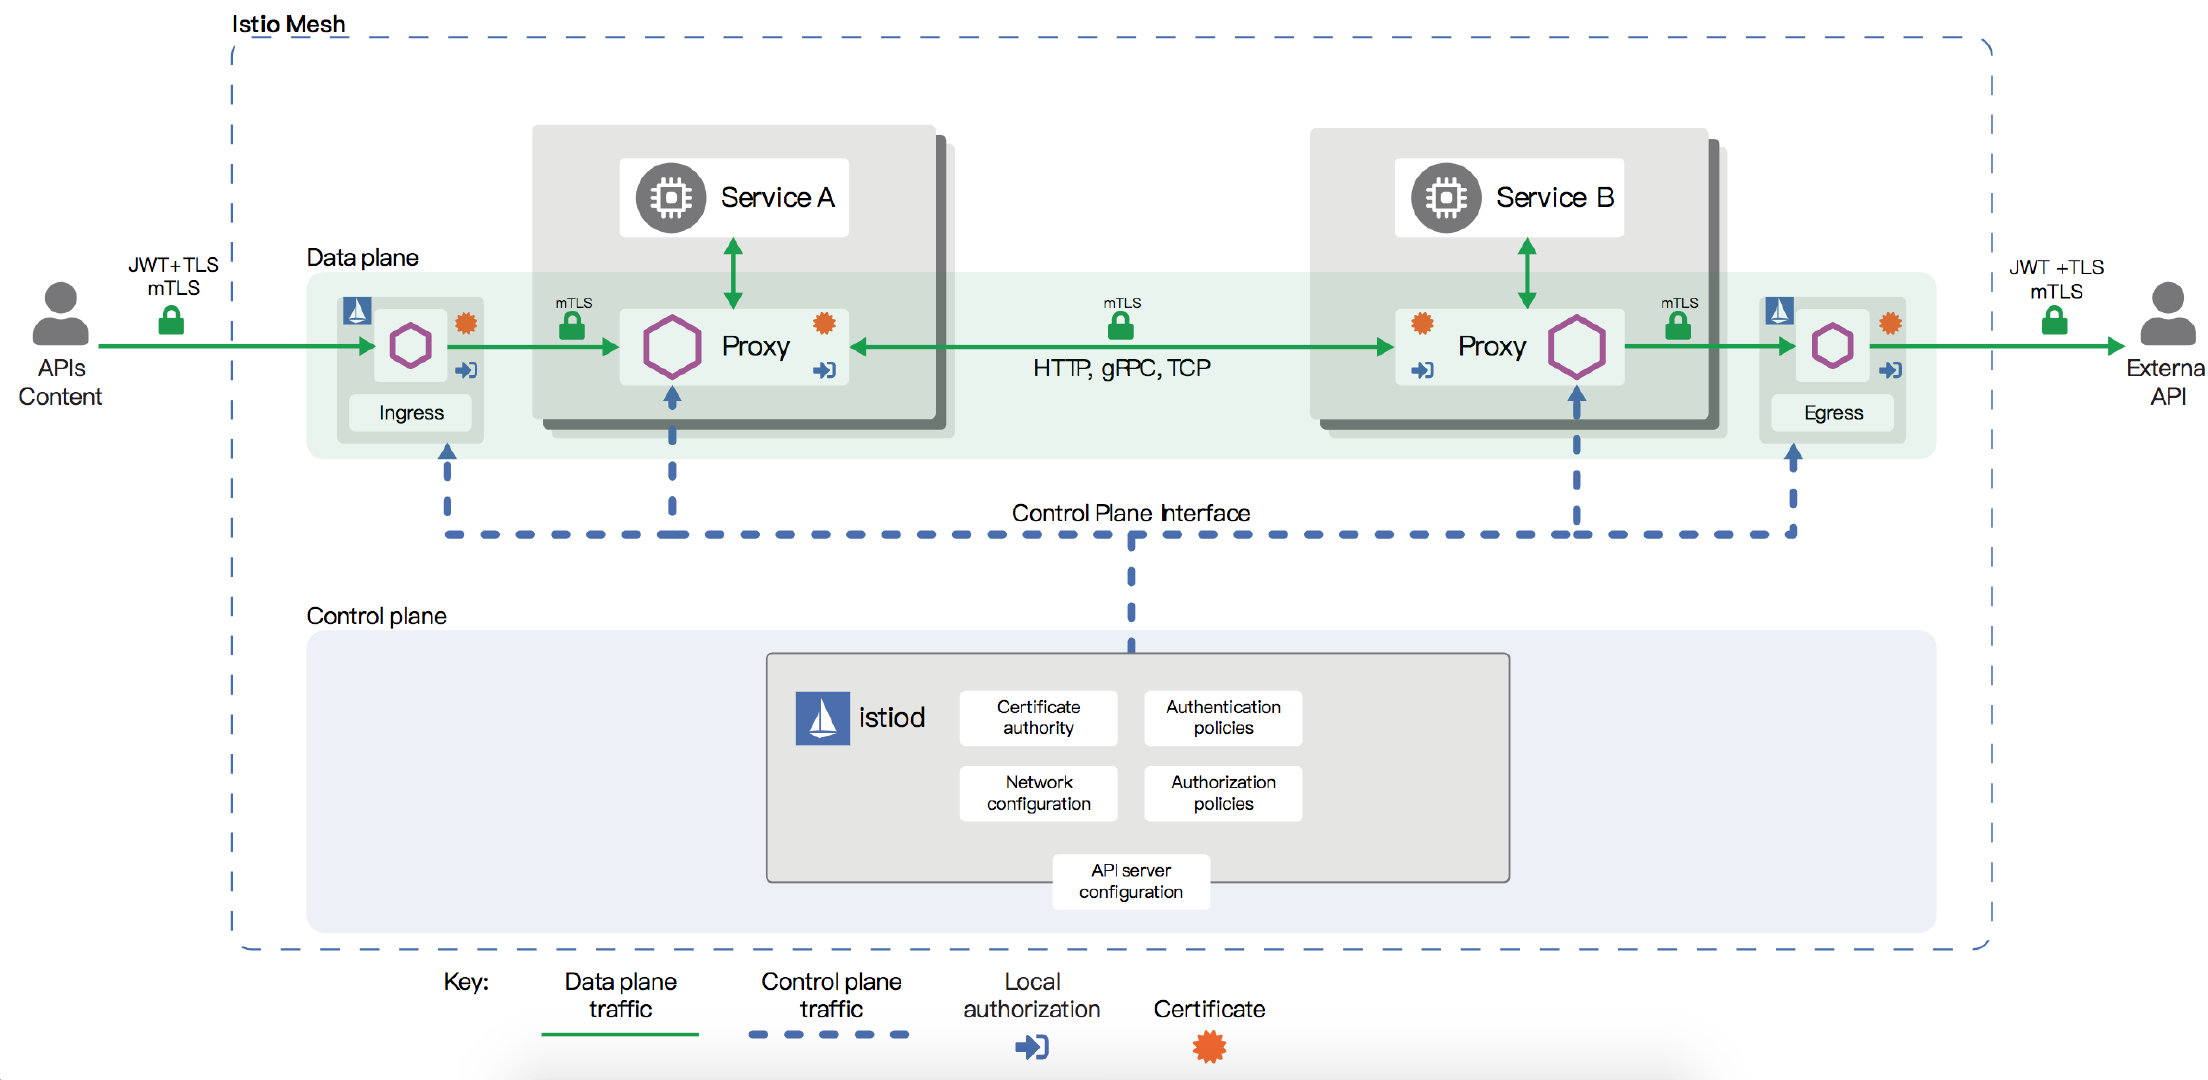 Istio Mesh
Service A
Service B
Data plane
JWT+TLS
mTLS
APIs
Content
Ingress
mTLS
Proxy
mTLS
HTTP, gRPC, TCP
Proxy
mTLS
Egress
JWT +TLS
mTLS
Externa
API
Control Plane Interface
Control plane
istiod
Certificate
authority
Authentication
policies
Network
configuration
Authorization
policies
API server
configuration
Key:
Data plane
traffic
Control plane
traffic
Local
authorization
Certificate